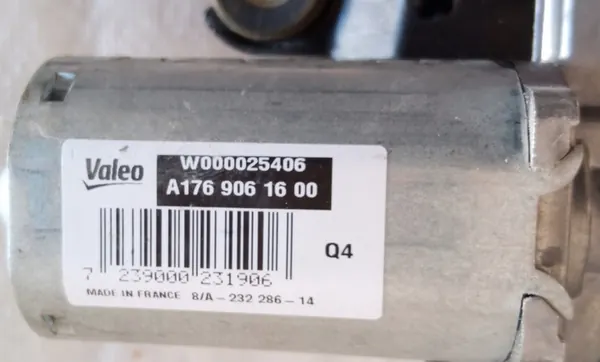 Valeo
W000025406
A176 906 16 00
Q4
7 239000 231906
MADE IN FRANCE 8/A - 232 286 - 14